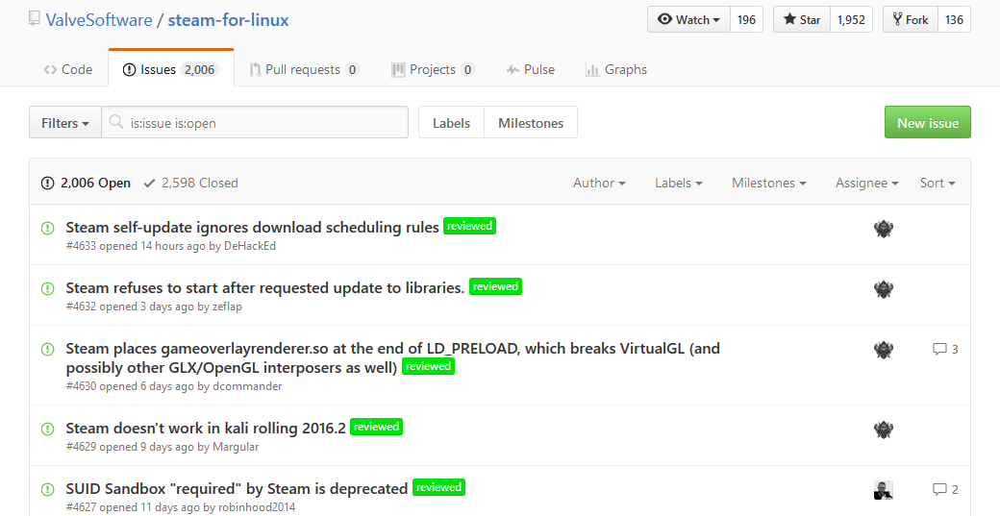 ValveSoftware / steam-for-linux
Watch 196 Star 1,952 Fork 136
Code Issues 2,006 Pull requests 0 Projects 0 Pulse Graphs
Filters is:issue is:open Labels Milestones New issue
2,006 Open 2,598 Closed Author Labels Milestones Assignee Sort
Steam self-update ignores download scheduling rules reviewed
#4633 opened 14 hours ago by DeHackEd
Steam refuses to start after requested update to libraries. reviewed
#4632 opened 3 days ago by zeflap
Steam places gameoverlayrenderer.so at the end of LD_PRELOAD, which breaks VirtualGL (and 3
possibly other GLX/OpenGL interposers as well) reviewed
#4630 opened 6 days ago by dcommander
Steam doesn't work in kali rolling 2016.2 reviewed
#4629 opened 9 days ago by Margular
SUID Sandbox "required" by Steam is deprecated reviewed 2
#4627 opened 11 days ago by robinhood2014